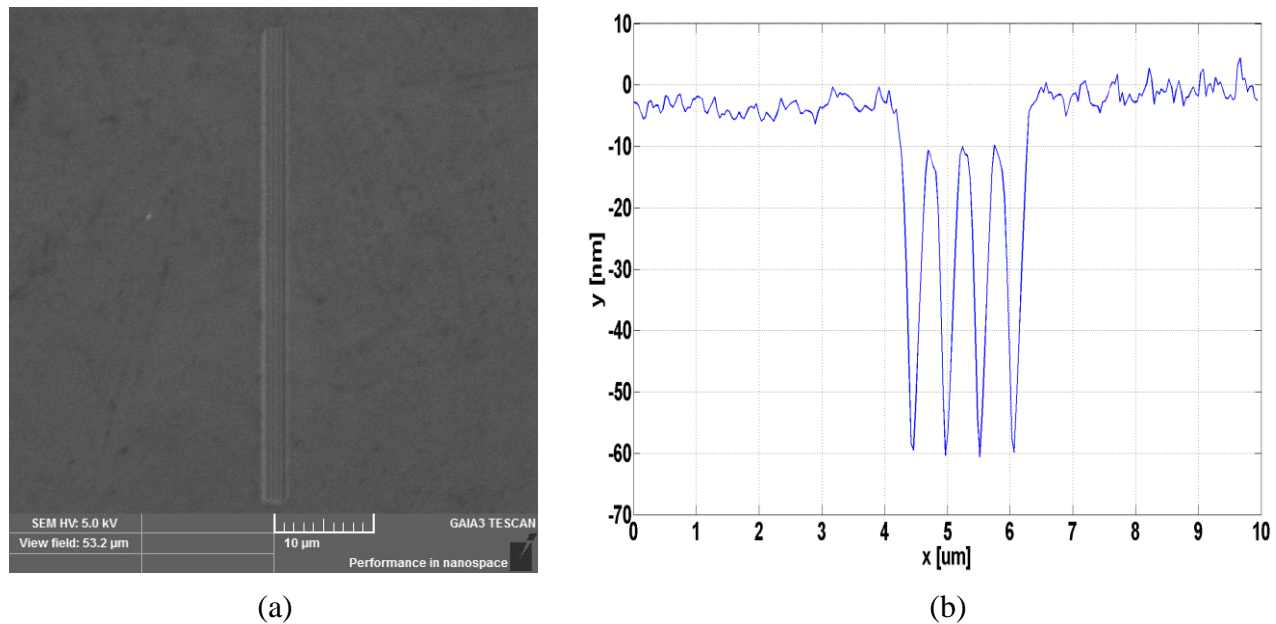 SEM HV: 5.0 kV
GAIA3 TESCAN
View field: 53.2 µm
10 µm
Performance in nanospace
(a)
10
0
-10
-20
-30
-40
-50
-60
-70
y [nm]
0 1 2 3 4 5 6 7 8 9 10
x [um]
(b)